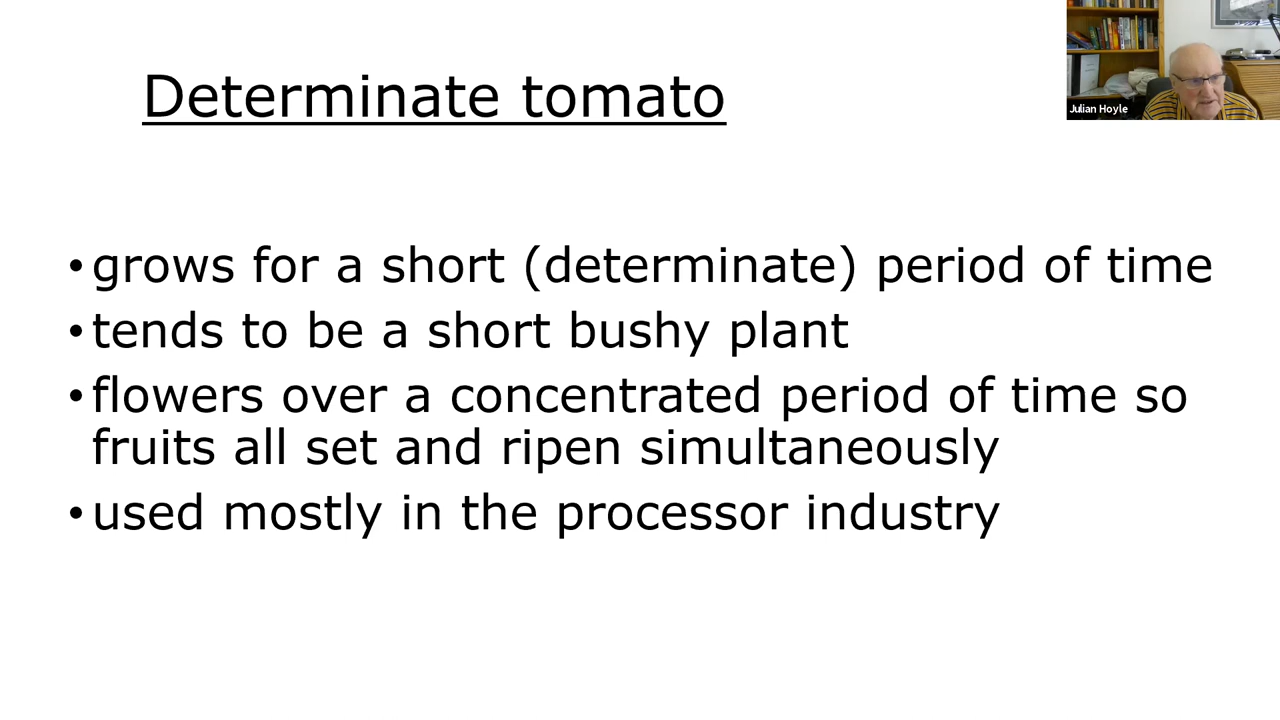 Determinate tomato
Julian Hoyle
•grows for a short (determinate) period of time
•tends to be a short bushy plant
•flowers over a concentrated period of time so
fruits all set and ripen simultaneously
•used mostly in the processor industry